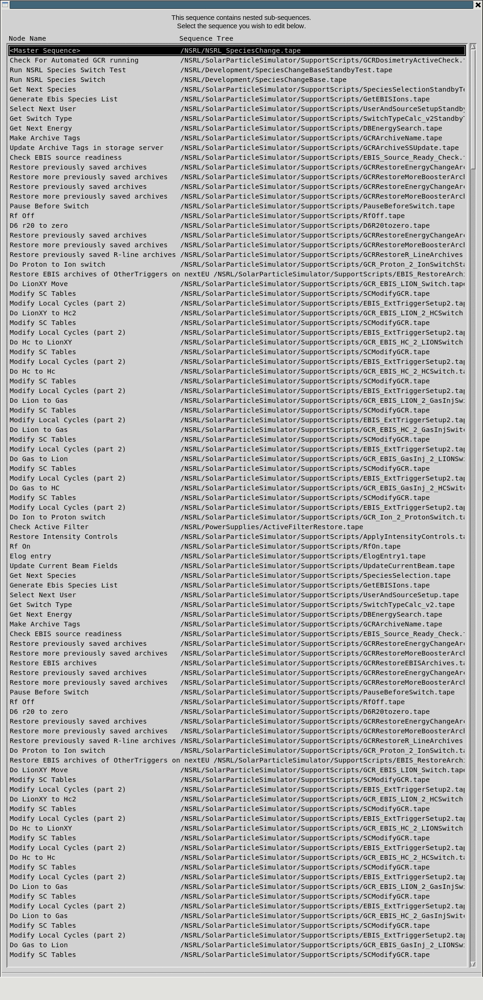 This sequence contains nested sub-sequences.
Select the sequence you wish to edit below.
Node Name Sequence Tree
<Master Sequence> /NSRL/NSRL_SpeciesChange.tape
Check For Automated GCR running /NSRL/SolarParticleSimulator/SupportScripts/GCRDosimetryActiveCheck.
Run NSRL Species Switch Test /NSRL/Development/SpeciesChangeBaseStandbyTest.tape
Run NSRL Species Switch /NSRL/Development/SpeciesChangeBase.tape
Get Next Species /NSRL/SolarParticleSimulator/SupportScripts/SpeciesSelectionStandbyTe
Generate Ebis Species List /NSRL/SolarParticleSimulator/SupportScripts/GetEBISIons.tape
Select Next User /NSRL/SolarParticleSimulator/SupportScripts/UserAndSourceSetupStandby
Get Switch Type /NSRL/SolarParticleSimulator/SupportScripts/SwitchTypeCalc_v2StandbyT
Get Next Energy /NSRL/SolarParticleSimulator/SupportScripts/DBEnergySearch.tape
Make Archive Tags /NSRL/SolarParticleSimulator/SupportScripts/GCRArchiveName.tape
Update Archive Tags in storage server /NSRL/SolarParticleSimulator/SupportScripts/GCRArchiveSSUpdate.tape
Check EBIS source readiness /NSRL/SolarParticleSimulator/SupportScripts/EBIS_Source_Ready_Check.
Restore previously saved archives /NSRL/SolarParticleSimulator/SupportScripts/GCRRestoreEnergyChangeArc
Restore more previously saved archives /NSRL/SolarParticleSimulator/SupportScripts/GCRRestoreMoreBoosterArch
Restore previously saved archives /NSRL/SolarParticleSimulator/SupportScripts/GCRRestoreEnergyChangeArc
Restore more previously saved archives /NSRL/SolarParticleSimulator/SupportScripts/GCRRestoreMoreBoosterArch
Pause Before Switch /NSRL/SolarParticleSimulator/SupportScripts/PauseBeforeSwitch.tape
Rf Off /NSRL/SolarParticleSimulator/SupportScripts/RfOff.tape
D6 r20 to zero /NSRL/SolarParticleSimulator/SupportScripts/D6R20tozero.tape
Restore previously saved archives /NSRL/SolarParticleSimulator/SupportScripts/GCRRestoreEnergyChangeArc
Restore more previously saved archives /NSRL/SolarParticleSimulator/SupportScripts/GCRRestoreMoreBoosterArch
Restore previously saved R-line archives /NSRL/SolarParticleSimulator/SupportScripts/GCRRestoreR_LineArchives
Do Proton to Ion switch /NSRL/SolarParticleSimulator/SupportScripts/GCR_Proton_2_IonSwitchSta
Restore EBIS archives of OtherTriggers on nextEU /NSRL/SolarParticleSimulator/SupportScripts/EBIS_RestoreArchi
Do LionXY Move /NSRL/SolarParticleSimulator/SupportScripts/GCR_EBIS_LION_Switch.tape
Modify SC Tables /NSRL/SolarParticleSimulator/SupportScripts/SCModifyGCR.tape
Modify Local Cycles (part 2) /NSRL/SolarParticleSimulator/SupportScripts/EBIS_ExtTriggerSetup2.tap
Do LionXY to Hc2 /NSRL/SolarParticleSimulator/SupportScripts/GCR_EBIS_LION_2_HCSwitch
Modify SC Tables /NSRL/SolarParticleSimulator/SupportScripts/SCModifyGCR.tape
Modify Local Cycles (part 2) /NSRL/SolarParticleSimulator/SupportScripts/EBIS_ExtTriggerSetup2.tap
Do Hc to LionXY /NSRL/SolarParticleSimulator/SupportScripts/GCR_EBIS_HC_2_LIONSwitch
Modify SC Tables /NSRL/SolarParticleSimulator/SupportScripts/SCModifyGCR.tape
Modify Local Cycles (part 2) /NSRL/SolarParticleSimulator/SupportScripts/EBIS_ExtTriggerSetup2.tap
Do Hc to Hc /NSRL/SolarParticleSimulator/SupportScripts/GCR_EBIS_HC_2_HCSwitch.ta
Modify SC Tables /NSRL/SolarParticleSimulator/SupportScripts/SCModifyGCR.tape
Modify Local Cycles (part 2) /NSRL/SolarParticleSimulator/SupportScripts/EBIS_ExtTriggerSetup2.tap
Do Lion to Gas /NSRL/SolarParticleSimulator/SupportScripts/GCR_EBIS_LION_2_GasInjSwi
Modify SC Tables /NSRL/SolarParticleSimulator/SupportScripts/SCModifyGCR.tape
Modify Local Cycles (part 2) /NSRL/SolarParticleSimulator/SupportScripts/EBIS_ExtTriggerSetup2.tap
Do Lion to Gas /NSRL/SolarParticleSimulator/SupportScripts/GCR_EBIS_HC_2_GasInjSwitc
Modify SC Tables /NSRL/SolarParticleSimulator/SupportScripts/SCModifyGCR.tape
Modify Local Cycles (part 2) /NSRL/SolarParticleSimulator/SupportScripts/EBIS_ExtTriggerSetup2.tap
Do Gas to Lion /NSRL/SolarParticleSimulator/SupportScripts/GCR_EBIS_GasInj_2_LIONSwi
Modify SC Tables /NSRL/SolarParticleSimulator/SupportScripts/SCModifyGCR.tape
Modify Local Cycles (part 2) /NSRL/SolarParticleSimulator/SupportScripts/EBIS_ExtTriggerSetup2.tap
Do Gas to HC /NSRL/SolarParticleSimulator/SupportScripts/GCR_EBIS_GasInj_2_HCSwitc
Modify SC Tables /NSRL/SolarParticleSimulator/SupportScripts/SCModifyGCR.tape
Modify Local Cycles (part 2) /NSRL/SolarParticleSimulator/SupportScripts/EBIS_ExtTriggerSetup2.tap
Do Ion to Proton switch /NSRL/SolarParticleSimulator/SupportScripts/GCR_Ion_2_ProtonSwitch.ta
Check Active Filter /NSRL/PowerSupplies/ActiveFilterRestore.tape
Restore Intensity Controls /NSRL/SolarParticleSimulator/SupportScripts/ApplyIntensityControls.ta
Rf On /NSRL/SolarParticleSimulator/SupportScripts/RfOn.tape
Elog entry /NSRL/SolarParticleSimulator/SupportScripts/ElogEntry1.tape
Update Current Beam Fields /NSRL/SolarParticleSimulator/SupportScripts/UpdateCurrentBeam.tape
Get Next Species /NSRL/SolarParticleSimulator/SupportScripts/SpeciesSelection.tape
Generate Ebis Species List /NSRL/SolarParticleSimulator/SupportScripts/GetEBISIons.tape
Select Next User /NSRL/SolarParticleSimulator/SupportScripts/UserAndSourceSetup.tape
Get Switch Type /NSRL/SolarParticleSimulator/SupportScripts/SwitchTypeCalc_v2.tape
Get Next Energy /NSRL/SolarParticleSimulator/SupportScripts/DBEnergySearch.tape
Make Archive Tags /NSRL/SolarParticleSimulator/SupportScripts/GCRArchiveName.tape
Check EBIS source readiness /NSRL/SolarParticleSimulator/SupportScripts/EBIS_Source_Ready_Check.
Restore previously saved archives /NSRL/SolarParticleSimulator/SupportScripts/GCRRestoreEnergyChangeArc
Restore more previously saved archives /NSRL/SolarParticleSimulator/SupportScripts/GCRRestoreMoreBoosterArch
Restore EBIS archives /NSRL/SolarParticleSimulator/SupportScripts/GCRRestoreEBISArchives.ta
Restore previously saved archives /NSRL/SolarParticleSimulator/SupportScripts/GCRRestoreEnergyChangeArc
Restore more previously saved archives /NSRL/SolarParticleSimulator/SupportScripts/GCRRestoreMoreBoosterArch
Pause Before Switch /NSRL/SolarParticleSimulator/SupportScripts/PauseBeforeSwitch.tape
Rf Off /NSRL/SolarParticleSimulator/SupportScripts/RfOff.tape
D6 r20 to zero /NSRL/SolarParticleSimulator/SupportScripts/D6R20tozero.tape
Restore previously saved archives /NSRL/SolarParticleSimulator/SupportScripts/GCRRestoreEnergyChangeArc
Restore more previously saved archives /NSRL/SolarParticleSimulator/SupportScripts/GCRRestoreMoreBoosterArch
Restore previously saved R-line archives /NSRL/SolarParticleSimulator/SupportScripts/GCRRestoreR_LineArchives
Do Proton to Ion switch /NSRL/SolarParticleSimulator/SupportScripts/GCR_Proton_2_IonSwitch.ta
Restore EBIS archives of OtherTriggers on nextEU /NSRL/SolarParticleSimulator/SupportScripts/EBIS_RestoreArchi
Do LionXY Move /NSRL/SolarParticleSimulator/SupportScripts/GCR_EBIS_LION_Switch.tape
Modify SC Tables /NSRL/SolarParticleSimulator/SupportScripts/SCModifyGCR.tape
Modify Local Cycles (part 2) /NSRL/SolarParticleSimulator/SupportScripts/EBIS_ExtTriggerSetup2.tap
Do LionXY to Hc2 /NSRL/SolarParticleSimulator/SupportScripts/GCR_EBIS_LION_2_HCSwitch
Modify SC Tables /NSRL/SolarParticleSimulator/SupportScripts/SCModifyGCR.tape
Modify Local Cycles (part 2) /NSRL/SolarParticleSimulator/SupportScripts/EBIS_ExtTriggerSetup2.tap
Do Hc to LionXY /NSRL/SolarParticleSimulator/SupportScripts/GCR_EBIS_HC_2_LIONSwitch
Modify SC Tables /NSRL/SolarParticleSimulator/SupportScripts/SCModifyGCR.tape
Modify Local Cycles (part 2) /NSRL/SolarParticleSimulator/SupportScripts/EBIS_ExtTriggerSetup2.tap
Do Hc to Hc /NSRL/SolarParticleSimulator/SupportScripts/GCR_EBIS_HC_2_HCSwitch.ta
Modify SC Tables /NSRL/SolarParticleSimulator/SupportScripts/SCModifyGCR.tape
Modify Local Cycles (part 2) /NSRL/SolarParticleSimulator/SupportScripts/EBIS_ExtTriggerSetup2.tap
Do Lion to Gas /NSRL/SolarParticleSimulator/SupportScripts/GCR_EBIS_LION_2_GasInjSwi
Modify SC Tables /NSRL/SolarParticleSimulator/SupportScripts/SCModifyGCR.tape
Modify Local Cycles (part 2) /NSRL/SolarParticleSimulator/SupportScripts/EBIS_ExtTriggerSetup2.tap
Do Lion to Gas /NSRL/SolarParticleSimulator/SupportScripts/GCR_EBIS_HC_2_GasInjSwitc
Modify SC Tables /NSRL/SolarParticleSimulator/SupportScripts/SCModifyGCR.tape
Modify Local Cycles (part 2) /NSRL/SolarParticleSimulator/SupportScripts/EBIS_ExtTriggerSetup2.tap
Do Gas to Lion /NSRL/SolarParticleSimulator/SupportScripts/GCR_EBIS_GasInj_2_LIONSwi
Modify SC Tables /NSRL/SolarParticleSimulator/SupportScripts/SCModifyGCR.tape